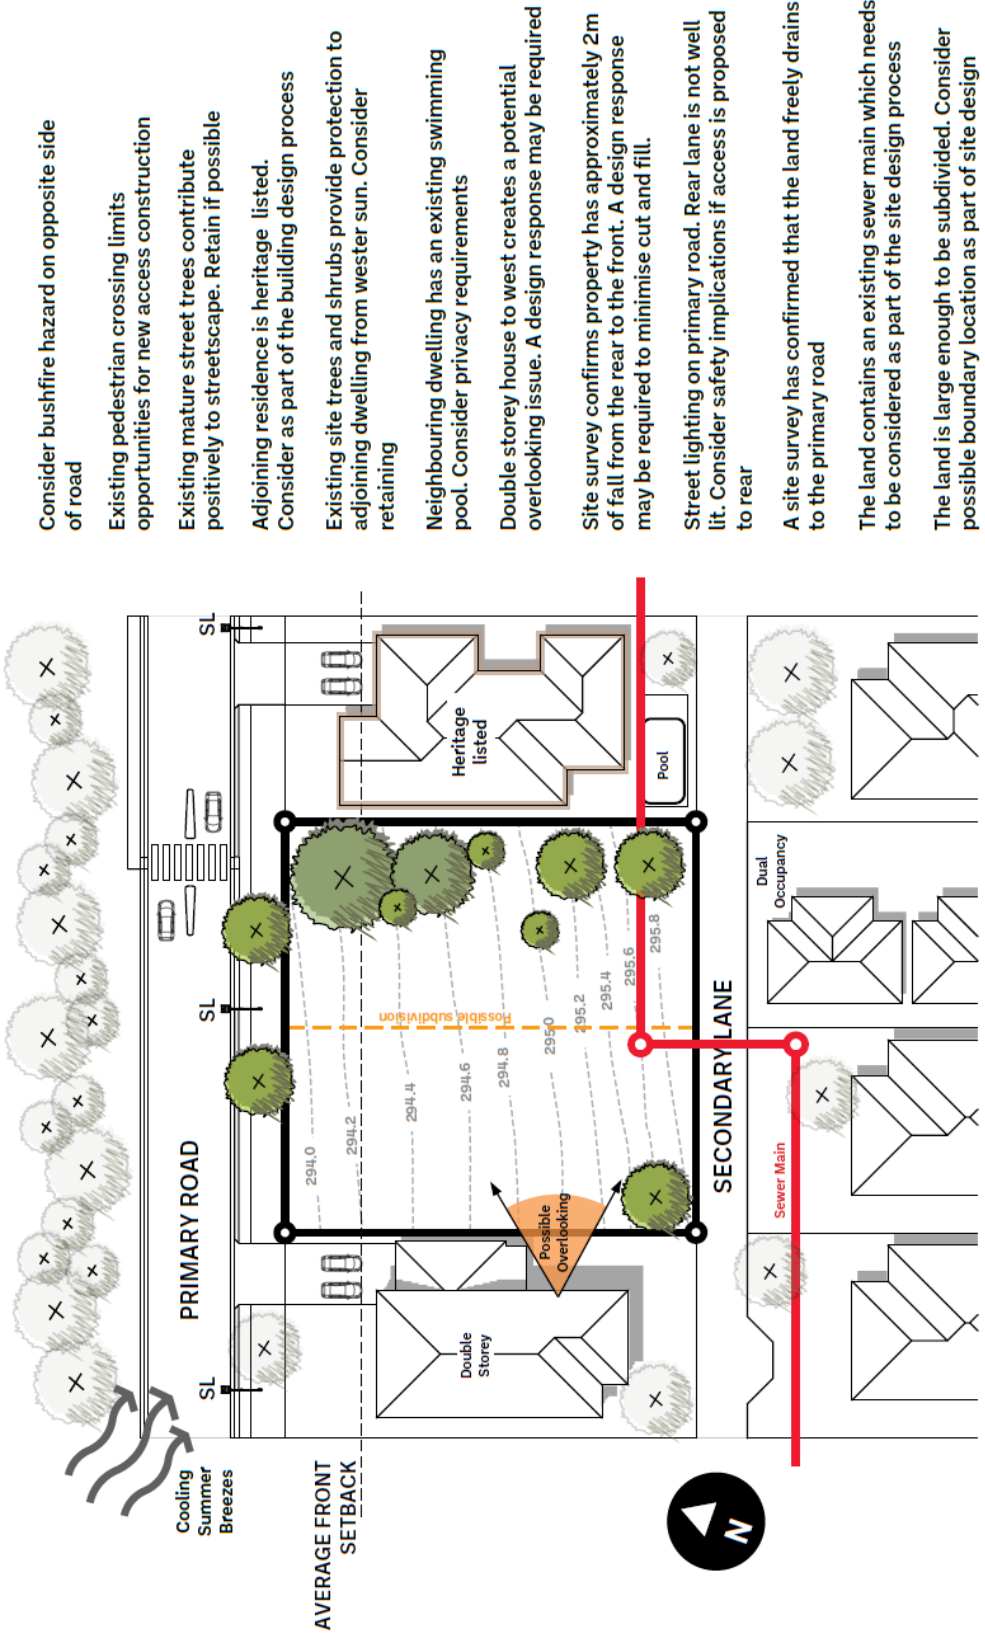 Consider bushfire hazard on opposite side
of road
Existing pedestrian crossing limits
opportunities for new access construction
Existing mature street trees contribute
positively to streetscape. Retain if possible
Adjoining residence is heritage listed.
Consider as part of the building design process
Existing site trees and shrubs provide protection to
adjoining dwelling from wester sun. Consider
retaining
Neighbouring dwelling has an existing swimming
pool. Consider privacy requirements
Double storey house to west creates a potential
overlooking issue. A design response may be required
Site survey confirms property has approximately 2m
of fall from the rear to the front. A design response
may be required to minimise cut and fill.
Street lighting on primary road. Rear lane is not well
lit. Consider safety implications if access is proposed
to rear
A site survey has confirmed that the land freely drains
to the primary road
The land contains an existing sewer main which needs
to be considered as part of the site design process
The land is large enough to be subdivided. Consider
possible boundary location as part of site design
Cooling
Summer
Breezes
PRIMARY ROAD
SL
SL
SL
AVERAGE FRONT
SETBACK
294.0
294.2
294.4
294.6
294.8
295.0
295.2
295.4
295.6
295.8
Possible subdivision
Possible
Overlooking
Double
Storey
Heritage
listed
Pool
SECONDARY LANE
Sewer Main
Dual
Occupancy
N